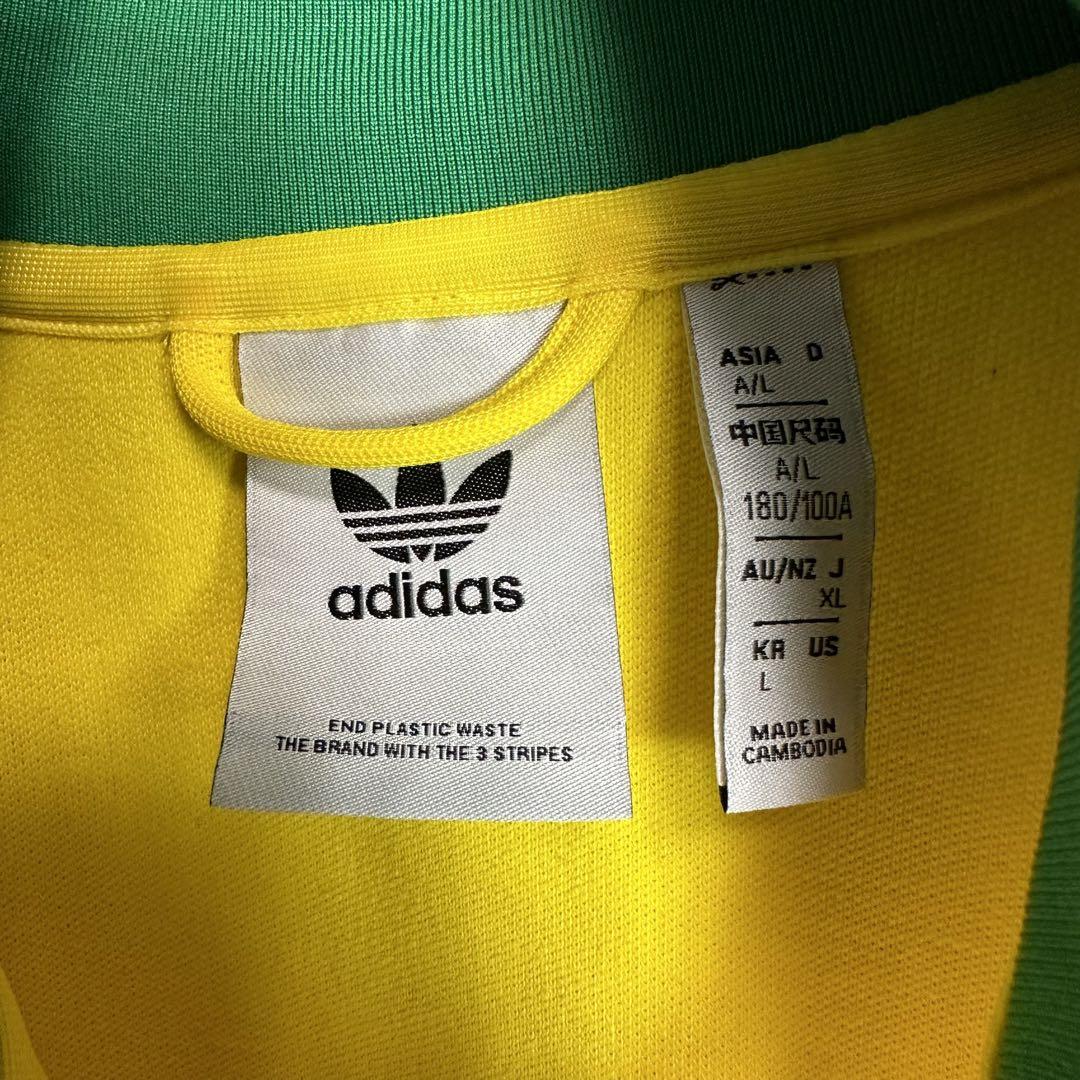 adidas
END PLASTIC WASTE
THE BRAND WITH THE 3 STRIPES
ASIA D
A/L
中国尺码
A/L
180/100A
AU/NZ J
XL
KR US
L
MADE IN
CAMBODIA